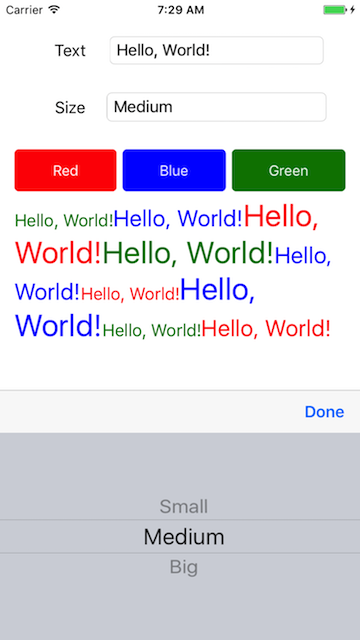 Carrier 7:29 AM
Text Hello, World!
Size Medium
Red Blue Green
Hello, World!Hello, World!Hello,
World!Hello, World!Hello,
World!Hello, World!Hello,
World!Hello, World!Hello, World!
Done
Small
Medium
Big